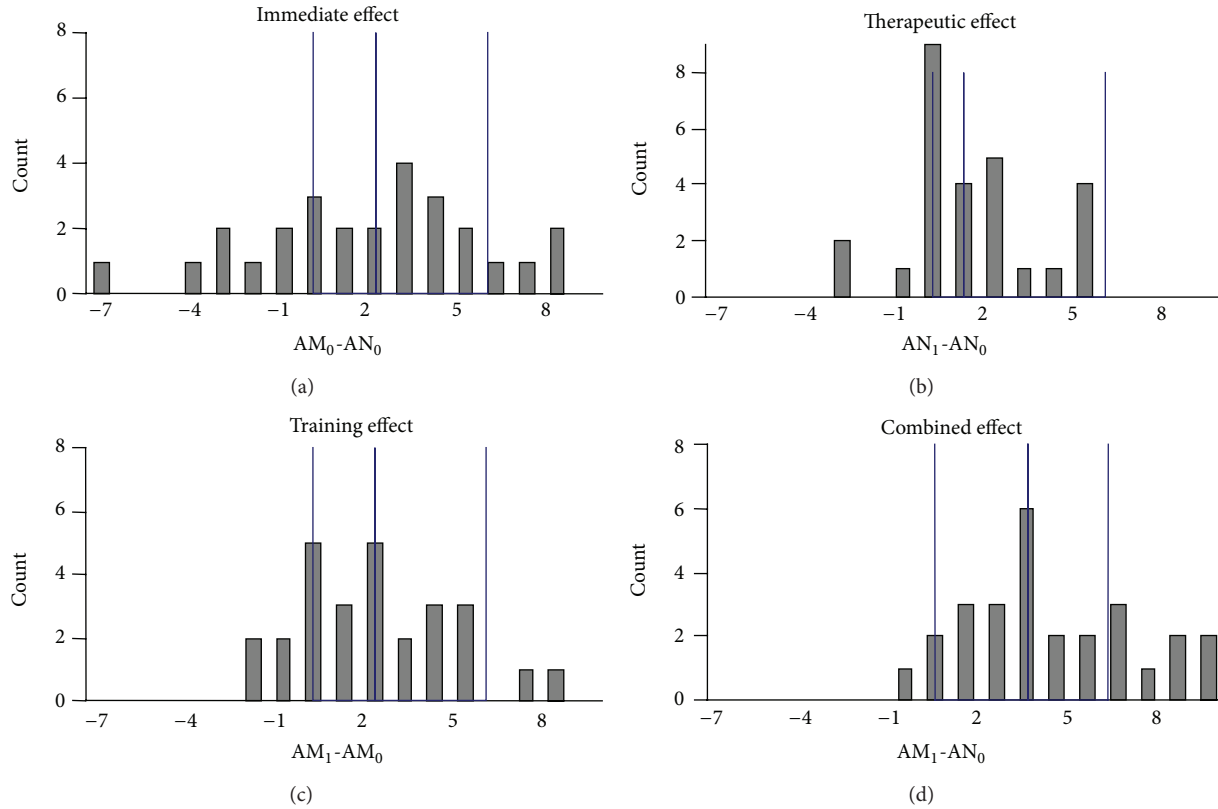 Immediate effect
8
6
4
2
0
Count
−7 −4 −1 2 5 8
AM₀-AN₀
(a)
Therapeutic effect
8
6
4
2
0
Count
−7 −4 −1 2 5 8
AN₁-AN₀
(b)
Training effect
8
6
4
2
0
Count
−7 −4 −1 2 5 8
AM₁-AM₀
(c)
Combined effect
8
6
4
2
0
Count
−7 −4 −1 2 5 8
AM₁-AN₀
(d)